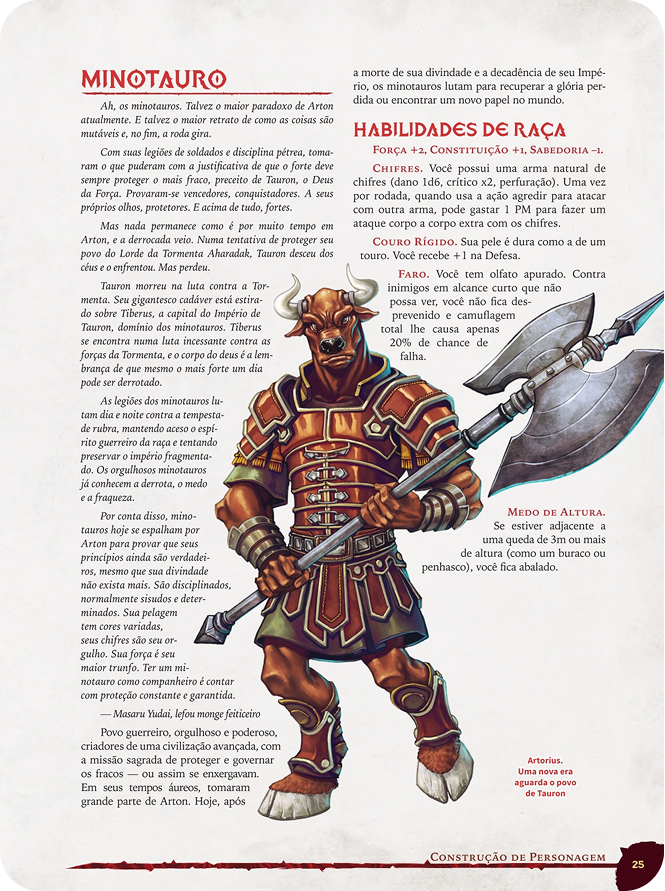 MINOTAURO
Ah, os minotauros. Talvez o maior paradoxo de Arton
atualmente. E talvez o maior retrato de como as coisas são
mutáveis e, no fim, a roda gira.
Com suas legiões de soldados e disciplina pétrea, toma-
ram o que puderam com a justificativa de que o forte deve
sempre proteger o mais fraco, preceito de Tauron, o Deus
da Força. Provaram-se vencedores, conquistadores. A seus
próprios olhos, protetores. E acima de tudo, fortes.
Mas nada permanece como é por muito tempo em
Arton, e a derrocada veio. Numa tentativa de proteger seu
povo do Lorde da Tormenta Aharadak, Tauron desceu dos
céus e o enfrentou. Mas perdeu.
Tauron morreu na luta contra a Tor-
menta. Seu gigantesco cadáver está estira-
do sobre Tiberus, a capital do Império de
Tauron, domínio dos minotauros. Tiberus
se encontra numa luta incessante contra as
forças da Tormenta, e o corpo do deus é a lem-
brança de que mesmo o mais forte um dia
pode ser derrotado.
As legiões dos minotauros lu-
tam dia e noite contra a tempesta-
de rubra, mantendo aceso o espí-
rito guerreiro da raça e tentando
preservar o império fragmenta-
do. Os orgulhosos minotauros
já conhecem a derrota, o medo
e a fraqueza.
Por conta disso, mino-
tauros hoje se espalham por
Arton para provar que seus
princípios ainda são verdadei-
ros, mesmo que sua divindade
não exista mais. São disciplinados,
normalmente sisudos e deter-
minados. Sua pelagem
tem cores variadas,
seus chifres são seu or-
gulho. Sua força é seu
maior trunfo. Ter um mi-
notauro como companheiro é contar
com proteção constante e garantida.
— Masaru Yudai, lefou monge feiticeiro
Povo guerreiro, orgulhoso e poderoso,
criadores de uma civilização avançada, com
a missão sagrada de proteger e governar
os fracos — ou assim se enxergavam.
Em seus tempos áureos, tomaram
grande parte de Arton. Hoje, após
a morte de sua divindade e a decadência de seu Impé-
rio, os minotauros lutam para recuperar a glória per-
dida ou encontrar um novo papel no mundo.
HABILIDADES DE RAÇA
FORÇA +2, CONSTITUIÇÃO +1, SABEDORIA –1.
CHIFRES. Você possui uma arma natural de
chifres (dano 1d6, crítico x2, perfuração). Uma vez
por rodada, quando usa a ação agredir para atacar
com outra arma, pode gastar 1 PM para fazer um
ataque corpo a corpo extra com os chifres.
COURO RÍGIDO. Sua pele é dura como a de um
touro. Você recebe +1 na Defesa.
FARO. Você tem olfato apurado. Contra
inimigos em alcance curto que não
possa ver, você não fica des-
prevenido e camuflagem
total lhe causa apenas
20% de chance de
falha.
MEDO DE ALTURA.
Se estiver adjacente a
uma queda de 3m ou mais
de altura (como um buraco ou
penhasco), você fica abalado.
Artorius.
Uma nova era
aguarda o povo
de Tauron
CONSTRUÇÃO DE PERSONAGEM
25